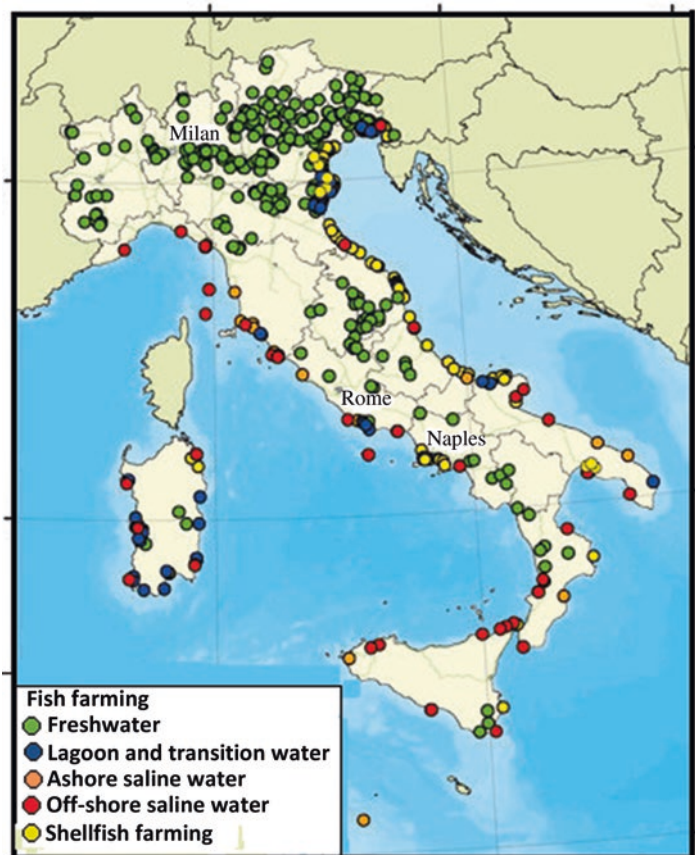 Milan
Rome
Naples
Fish farming
Freshwater
Lagoon and transition water
Ashore saline water
Off-shore saline water
Shellfish farming